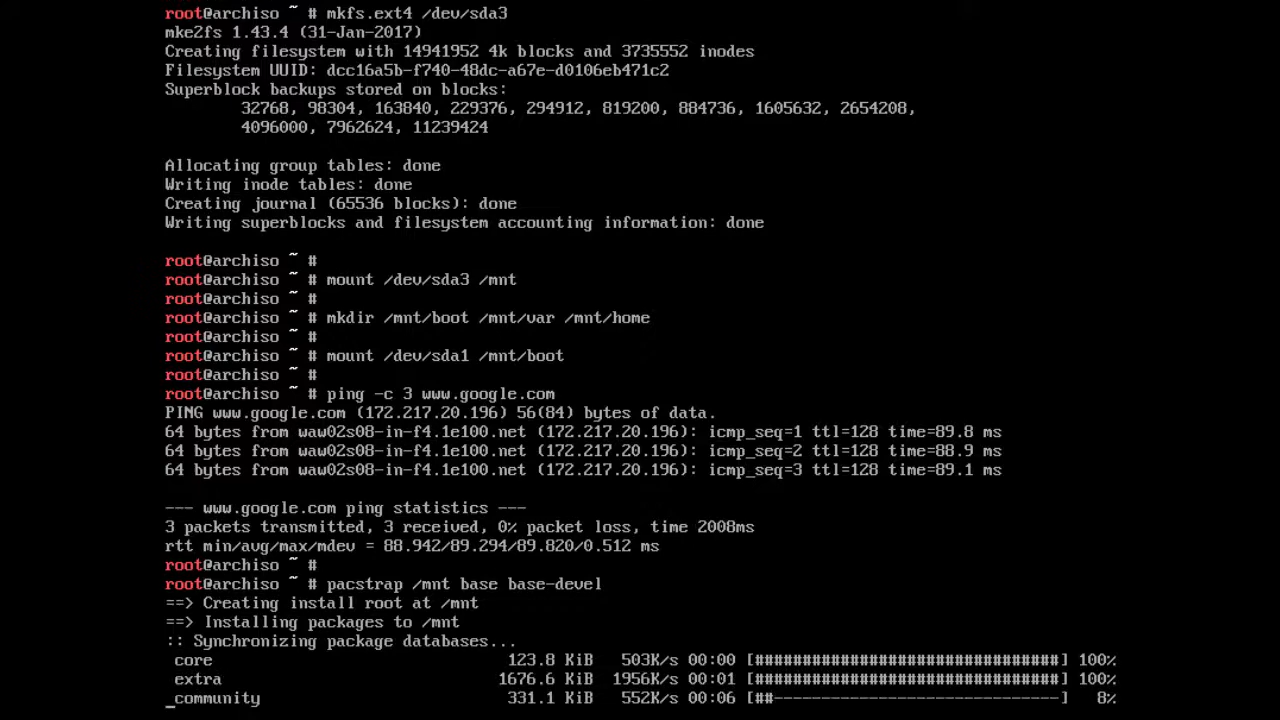 root@archiso ~ # mkfs.ext4 /dev/sda3
mke2fs 1.43.4 (31-Jan-2017)
Creating filesystem with 14941952 4k blocks and 3735552 inodes
Filesystem UUID: dcc16a5b-f740-48dc-a67e-d0106eb471c2
Superblock backups stored on blocks:
        32768, 98304, 163840, 229376, 294912, 819200, 884736, 1605632, 2654208,
        4096000, 7962624, 11239424

Allocating group tables: done
Writing inode tables: done
Creating journal (65536 blocks): done
Writing superblocks and filesystem accounting information: done

root@archiso ~ #
root@archiso ~ # mount /dev/sda3 /mnt
root@archiso ~ #
root@archiso ~ # mkdir /mnt/boot /mnt/var /mnt/home
root@archiso ~ #
root@archiso ~ # mount /dev/sda1 /mnt/boot
root@archiso ~ #
root@archiso ~ # ping -c 3 www.google.com
PING www.google.com (172.217.20.196) 56(84) bytes of data.
64 bytes from waw02s08-in-f4.1e100.net (172.217.20.196): icmp_seq=1 ttl=128 time=89.8 ms
64 bytes from waw02s08-in-f4.1e100.net (172.217.20.196): icmp_seq=2 ttl=128 time=88.9 ms
64 bytes from waw02s08-in-f4.1e100.net (172.217.20.196): icmp_seq=3 ttl=128 time=89.1 ms

--- www.google.com ping statistics ---
3 packets transmitted, 3 received, 0% packet loss, time 2008ms
rtt min/avg/max/mdev = 88.942/89.294/89.820/0.512 ms
root@archiso ~ #
root@archiso ~ # pacstrap /mnt base base-devel
==> Creating install root at /mnt
==> Installing packages to /mnt
:: Synchronizing package databases...
 core 123.8 KiB 503K/s 00:00 [################################] 100%
 extra 1676.6 KiB 1956K/s 00:01 [################################] 100%
_community 331.1 KiB 552K/s 00:06 [##------------------------------] 8%